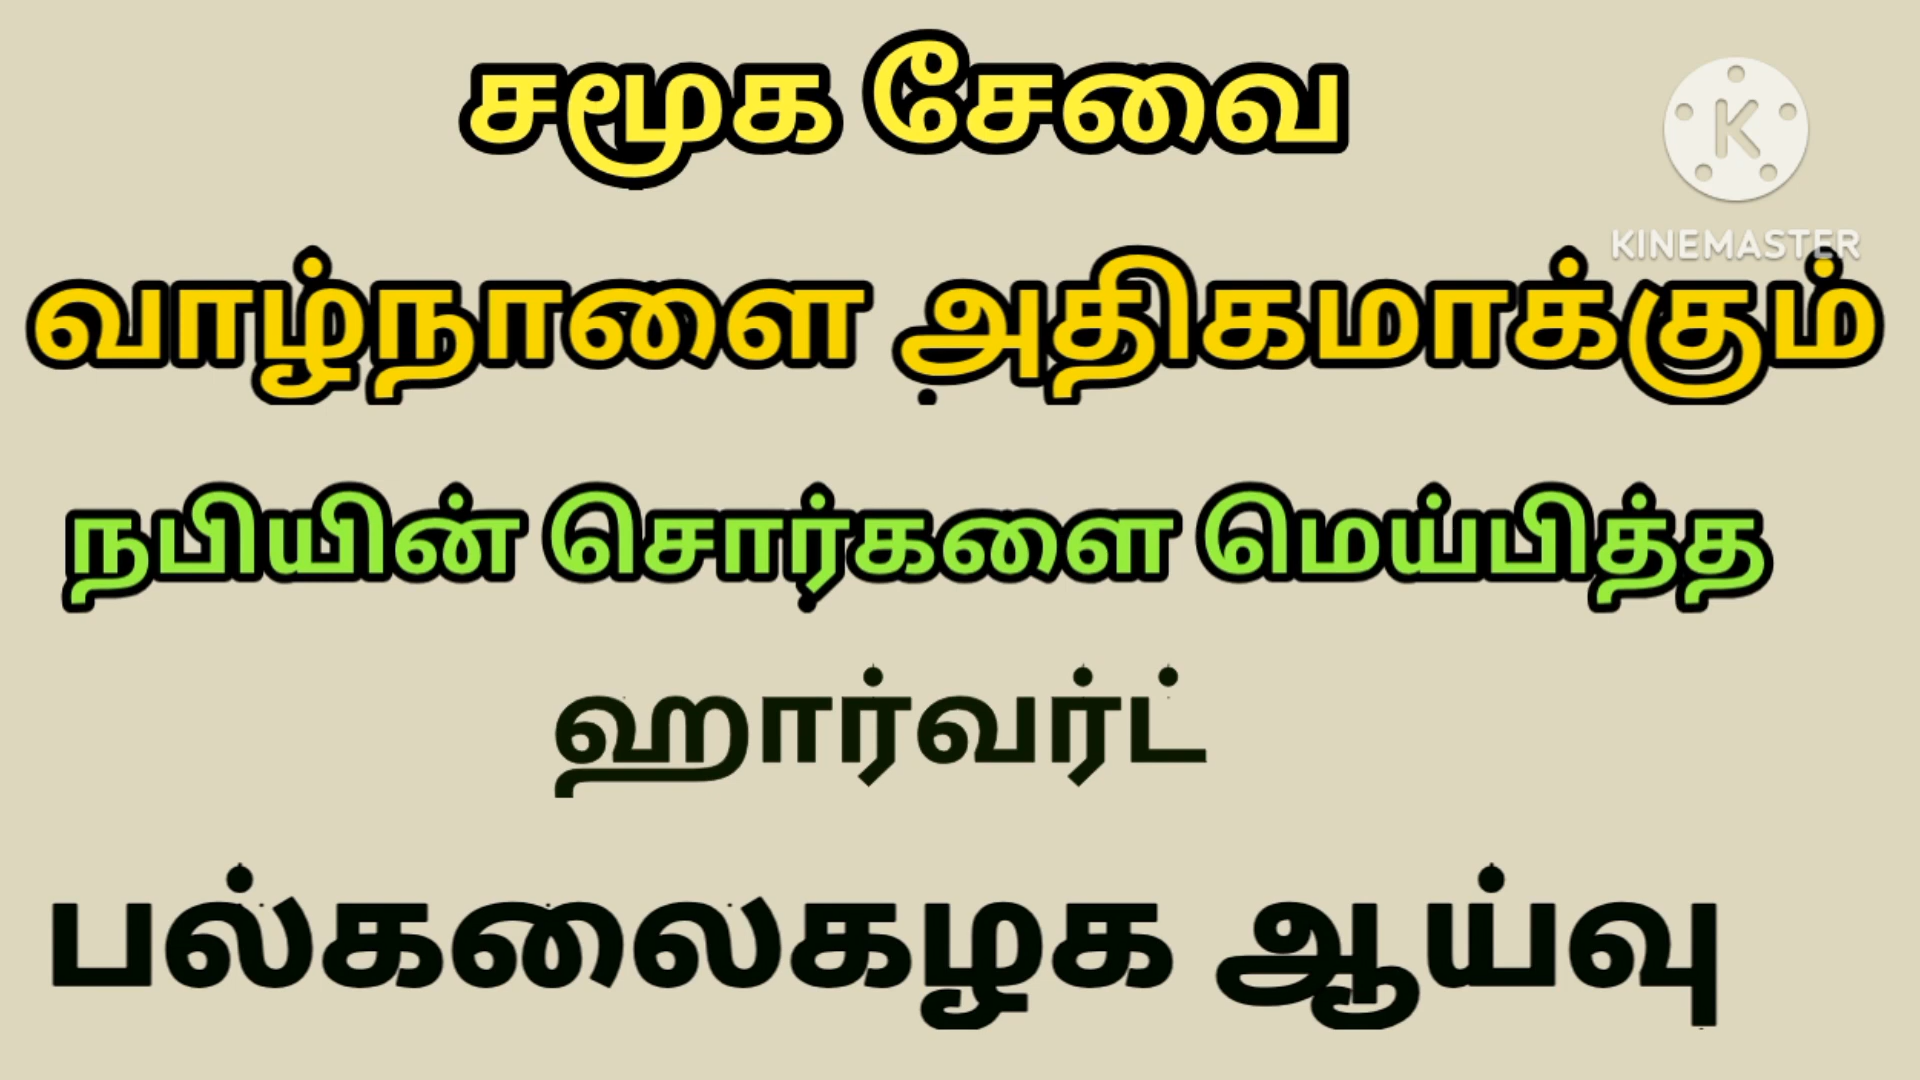 சமூக சேவை
KINEMASTER
வாழ்நாளை அதிகமாக்கும்
நபியின் சொர்களை மெய்பித்த
ஹார்வர்ட்
பல்கலைகழக ஆய்வு